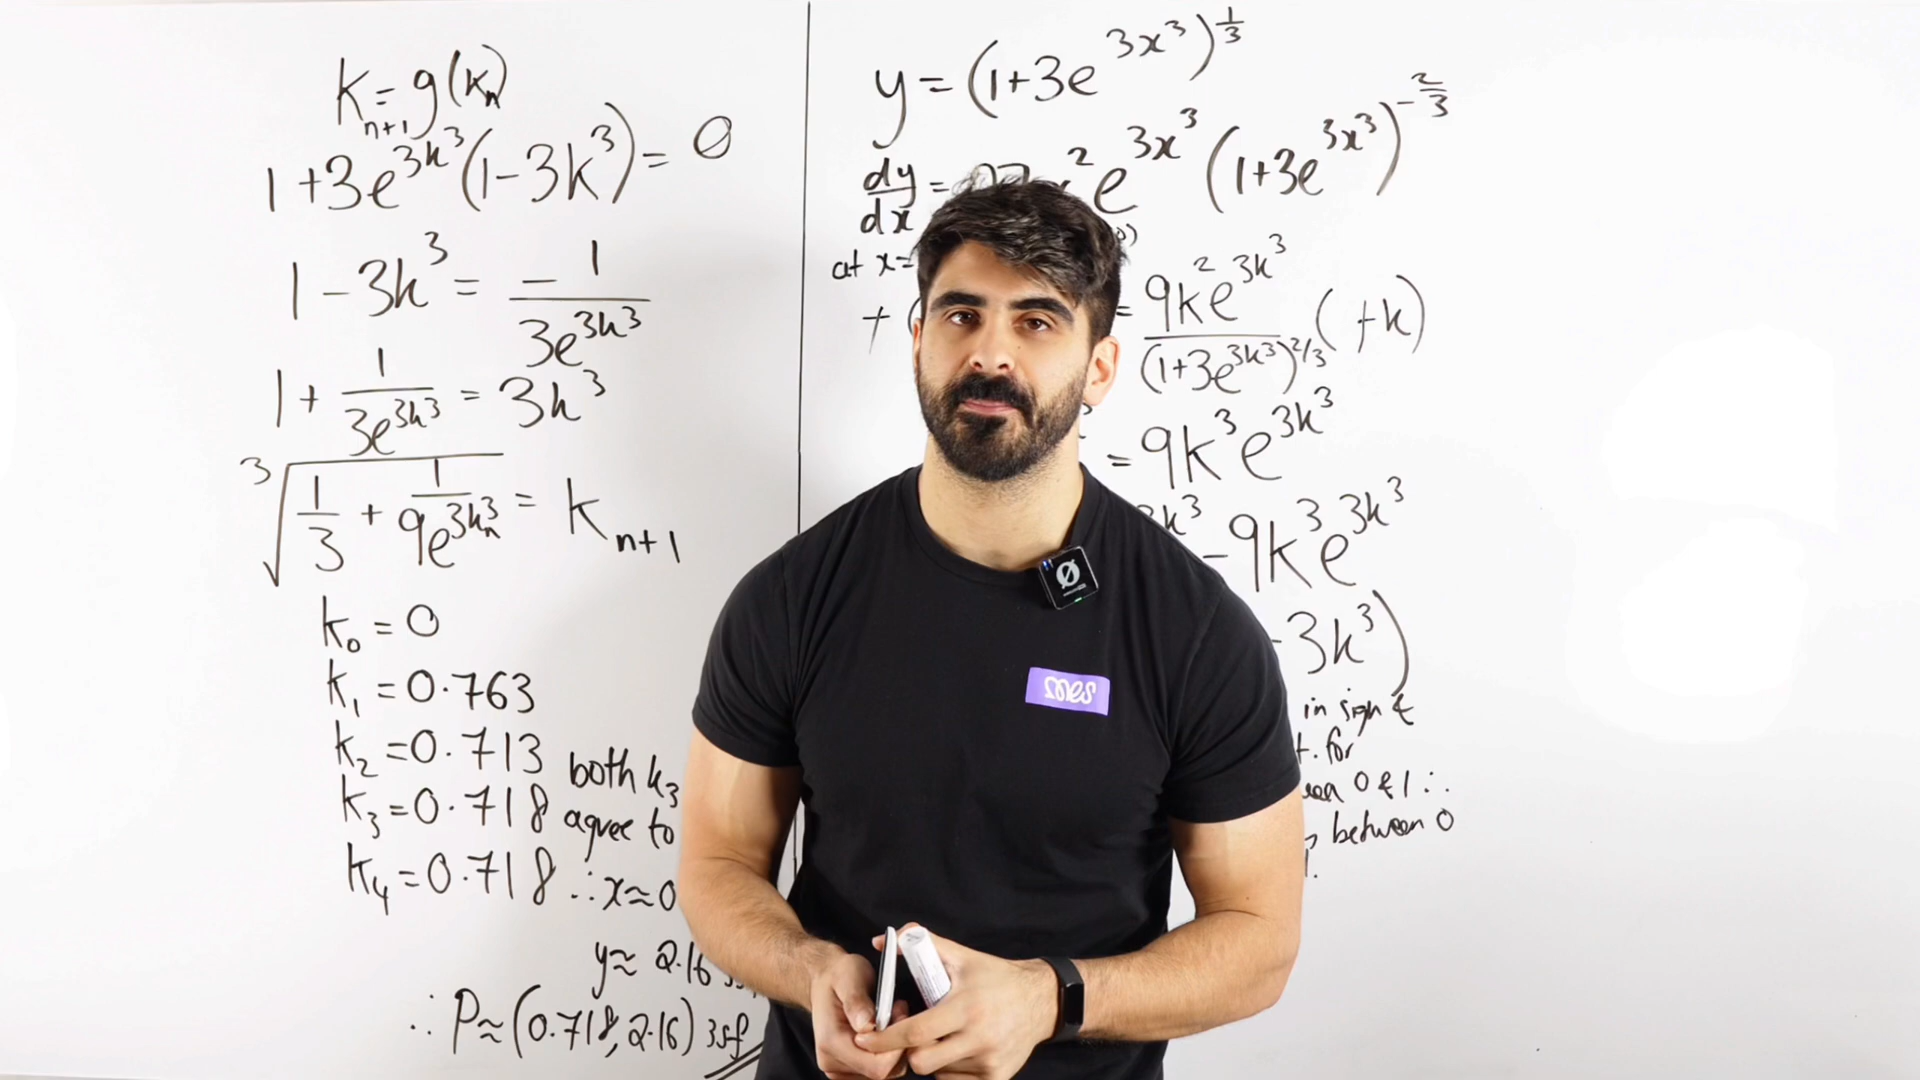 k_{n+1} = g(k_n)
1 + 3e^{3k^3}(1 - 3k^3) = 0
1 - 3k^3 = -1/(3e^{3k^3})
1 + 1/(3e^{3k^3}) = 3k^3
∛(1/3 + 1/(9e^{3k_n^3})) = k_{n+1}
k_0 = 0
k_1 = 0.763
k_2 = 0.713
k_3 = 0.718
k_4 = 0.718
both k_3
agree to
∴ x ≈ 0
y ≈ 2.16
∴ P ≈ (0.718, 2.16) 3sf
y = (1+3e^{3x^3})^{1/3}
dy/dx = x^2 e^{3x^3} (1+3e^{3x^3})^{-2/3}
at x=
+ ( = 9k^2e^{3k^3}/(1+3e^{3k^3})^{2/3} (+k)
= 9k^3e^{3k^3}
3k^3 - 9k^3e^{3k^3}
- 3k^3)
in sign &
for
0 & 1 ∴
between 0
1.
mes